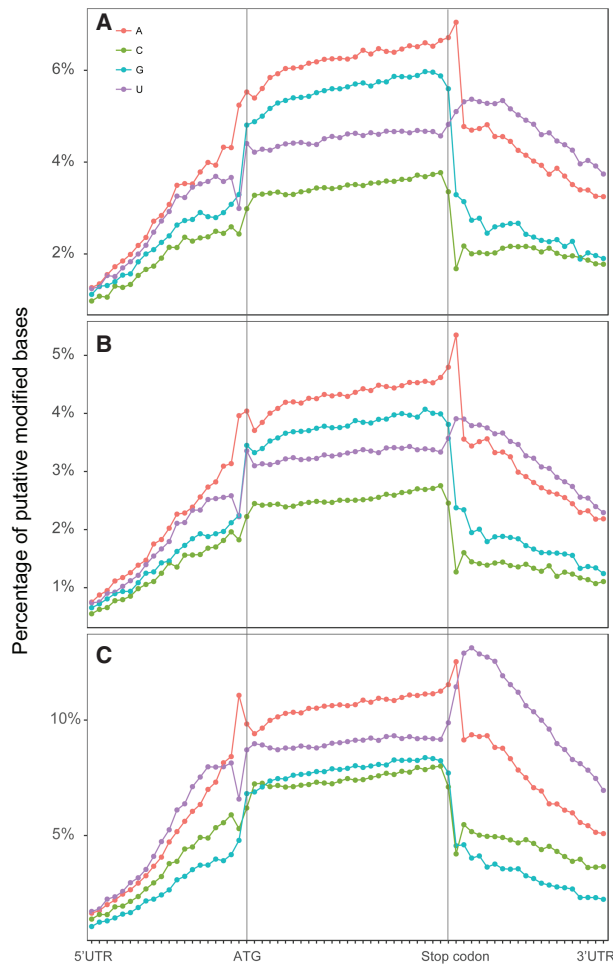 A
A
C
G
U
6%
4%
2%
B
5%
4%
3%
2%
1%
C
10%
5%
Percentage of putative modified bases
5'UTR ATG Stop codon 3'UTR